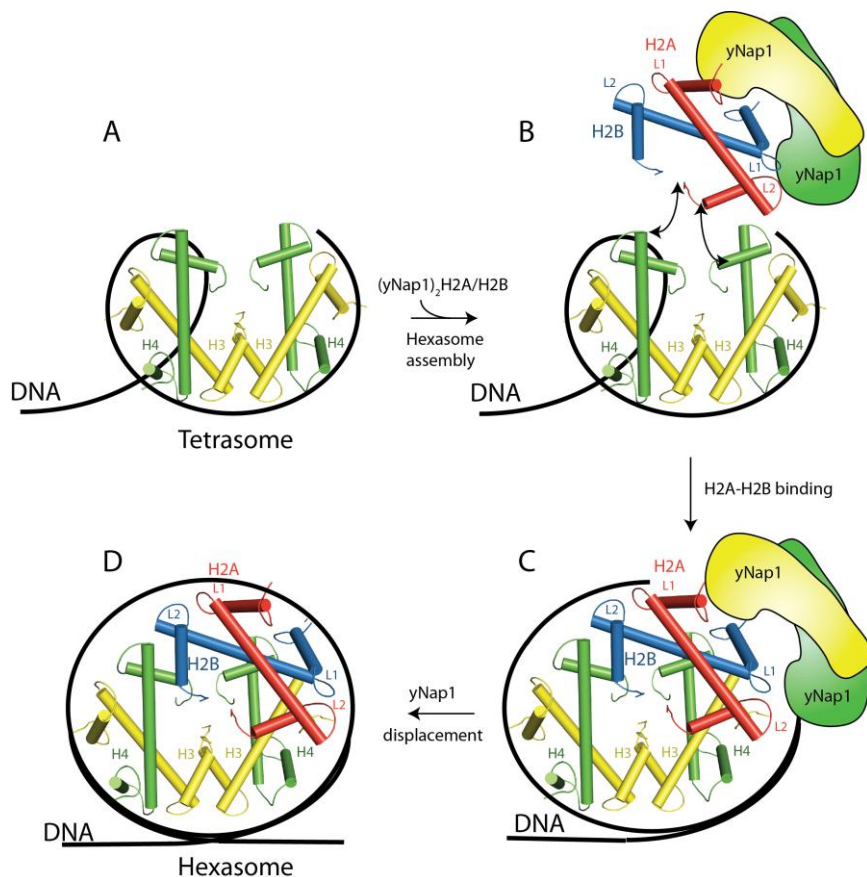 A
H4
H3
H3
H4
DNA
Tetrasome
(yNap1)₂H2A/H2B
Hexasome
assembly
B
H2A
L1
yNap1
L2
H2B
L1
L2
yNap1
H4
H3
H3
H4
DNA
H2A-H2B binding
C
H2A
L1
yNap1
L2
H2B
L1
yNap1
L2
H4
H3
H3
H4
DNA
yNap1
displacement
D
H2A
L1
L2
H2B
L1
L2
H4
H3
H3
H4
DNA
Hexasome